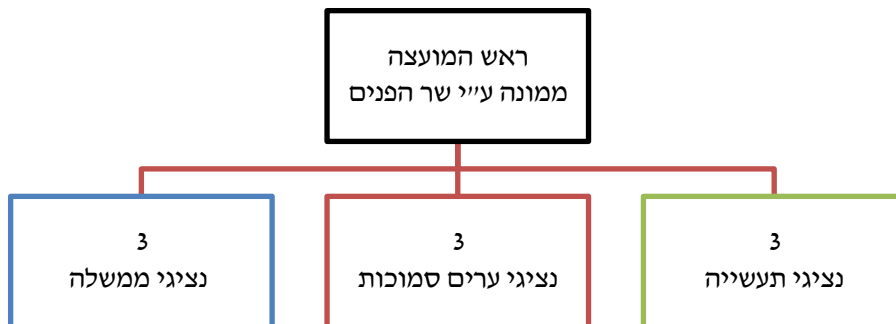 ראש המועצה
ממונה ע״י שר הפנים
3
נציגי תעשייה
3
נציגי ערים סמוכות
3
נציגי ממשלה